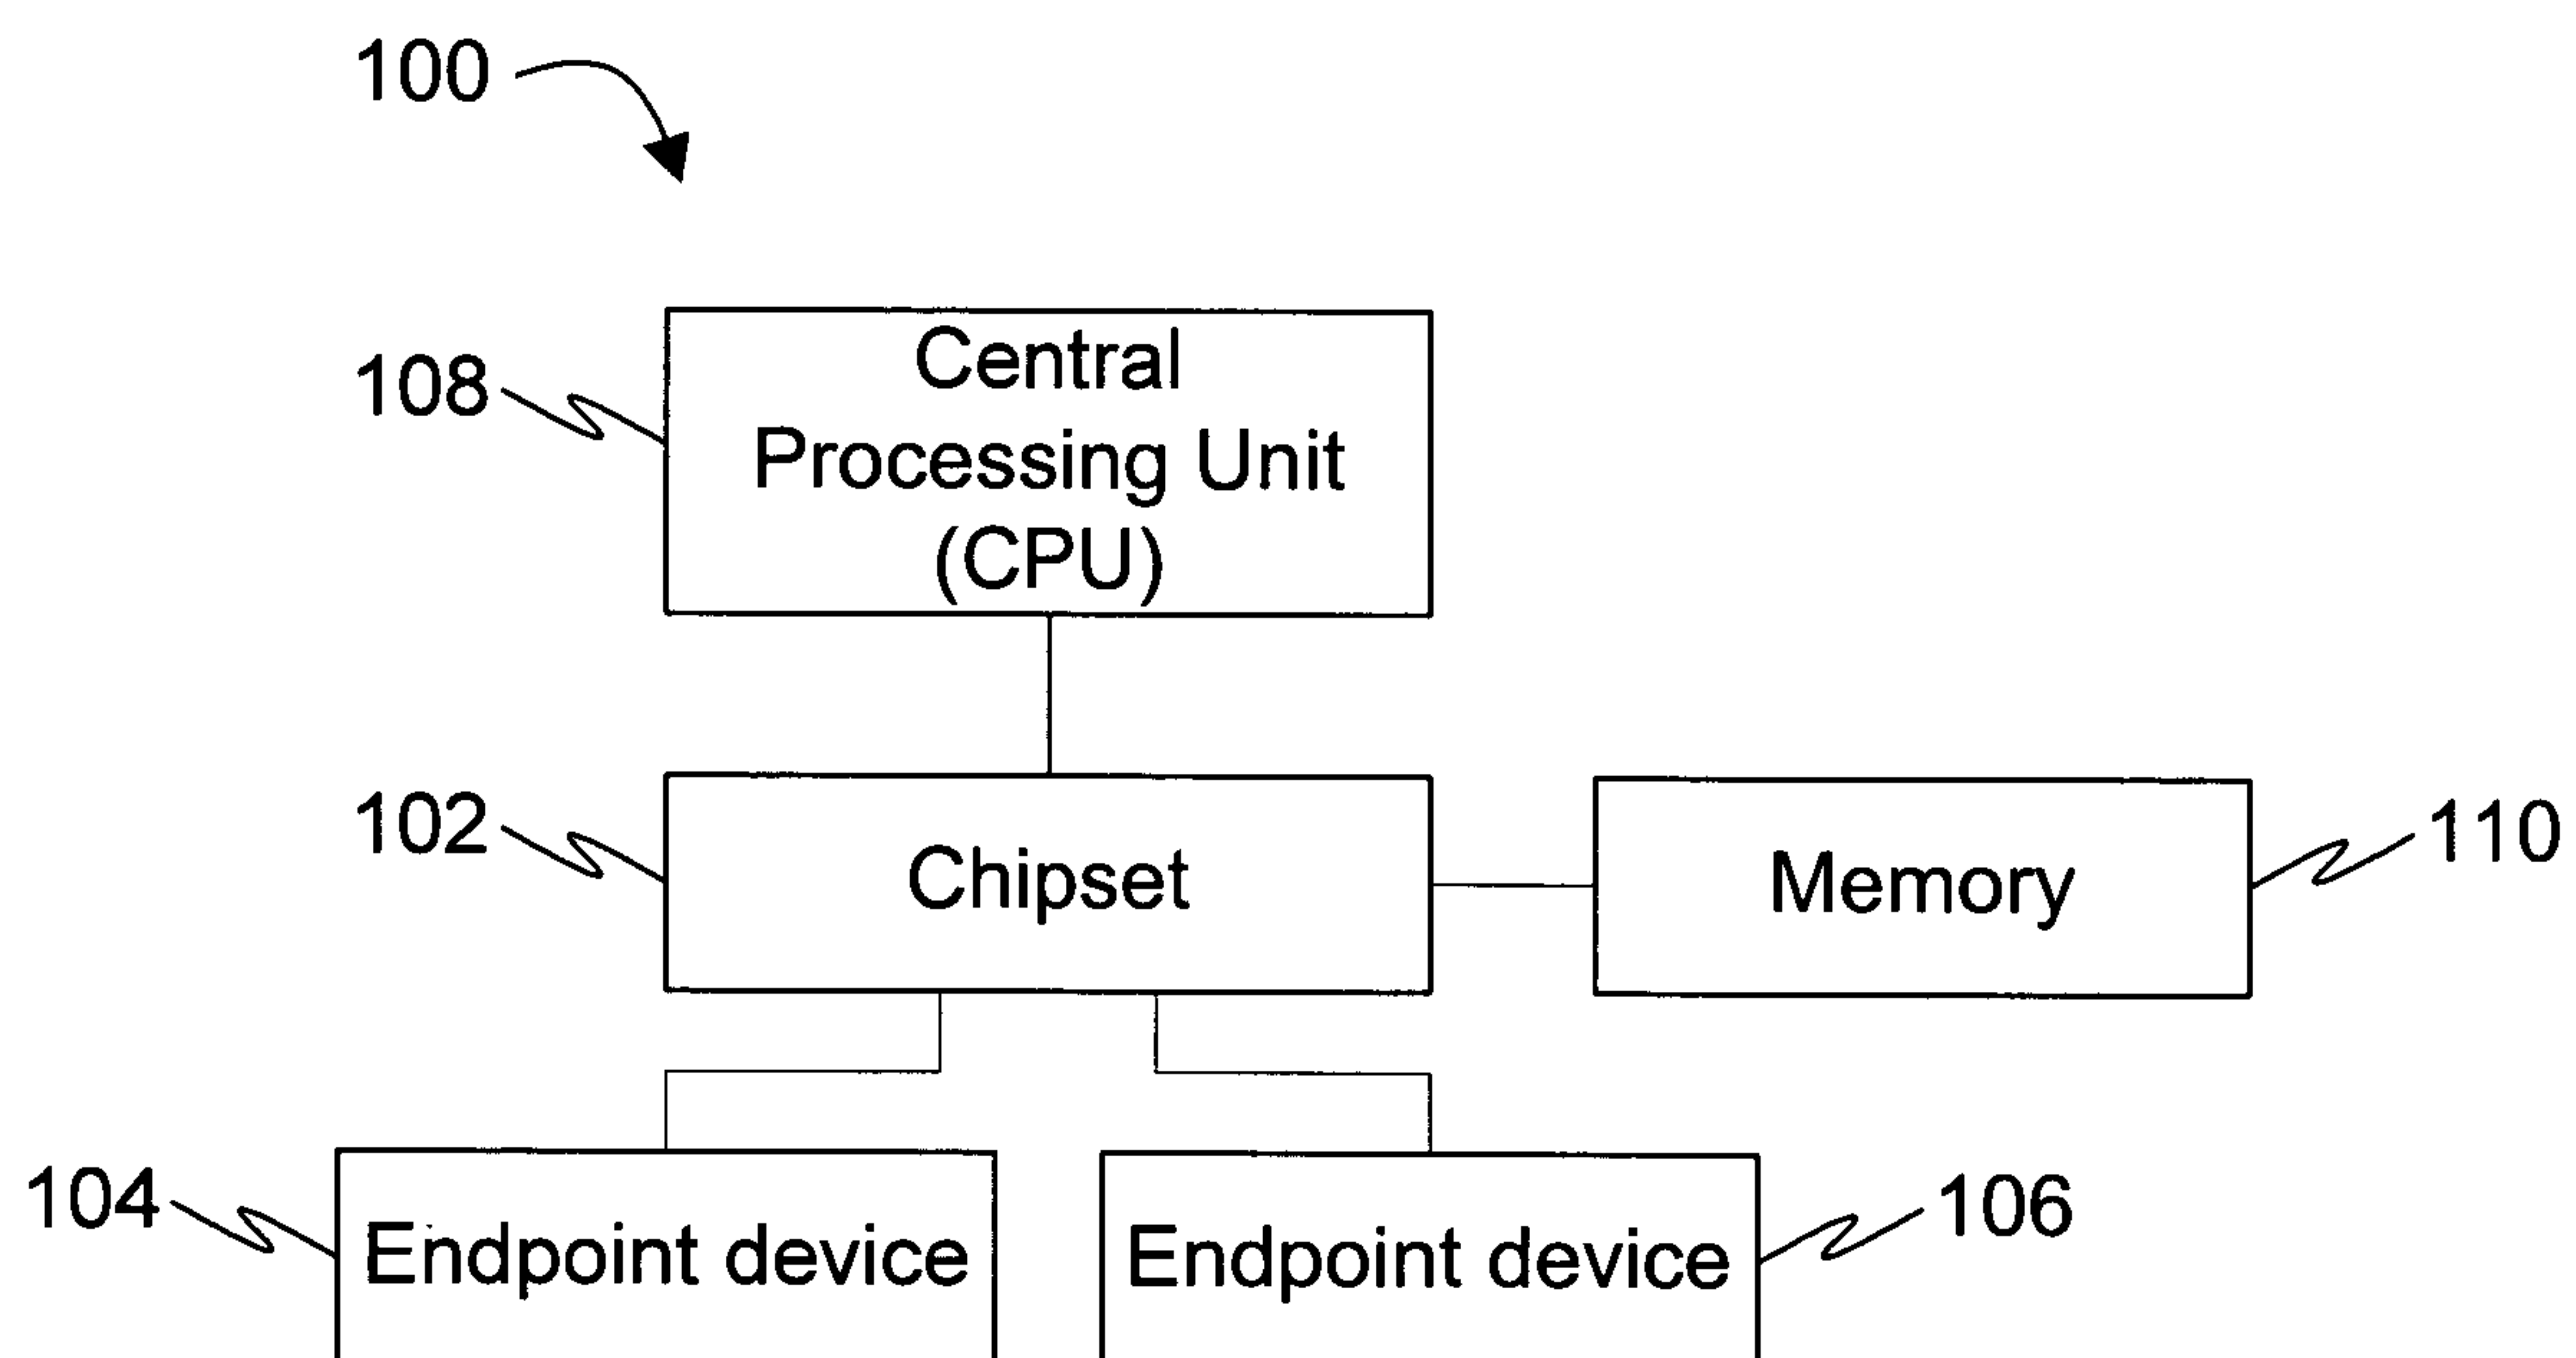 100
108
Central
Processing Unit
(CPU)
102
Chipset
Memory
110
104
Endpoint device
Endpoint device
106